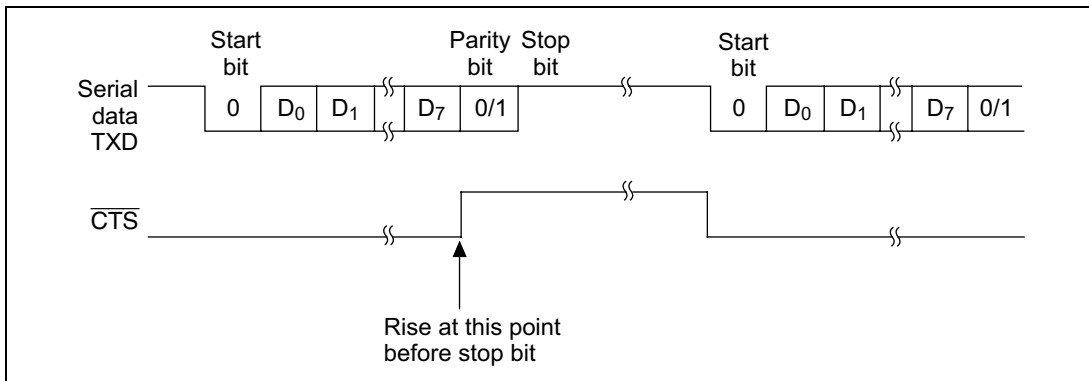 Start bit
Parity bit
Stop bit
Start bit
Serial data TXD
0 D0 D1 D7 0/1 0 D0 D1 D7 0/1
CTS
Rise at this point
before stop bit